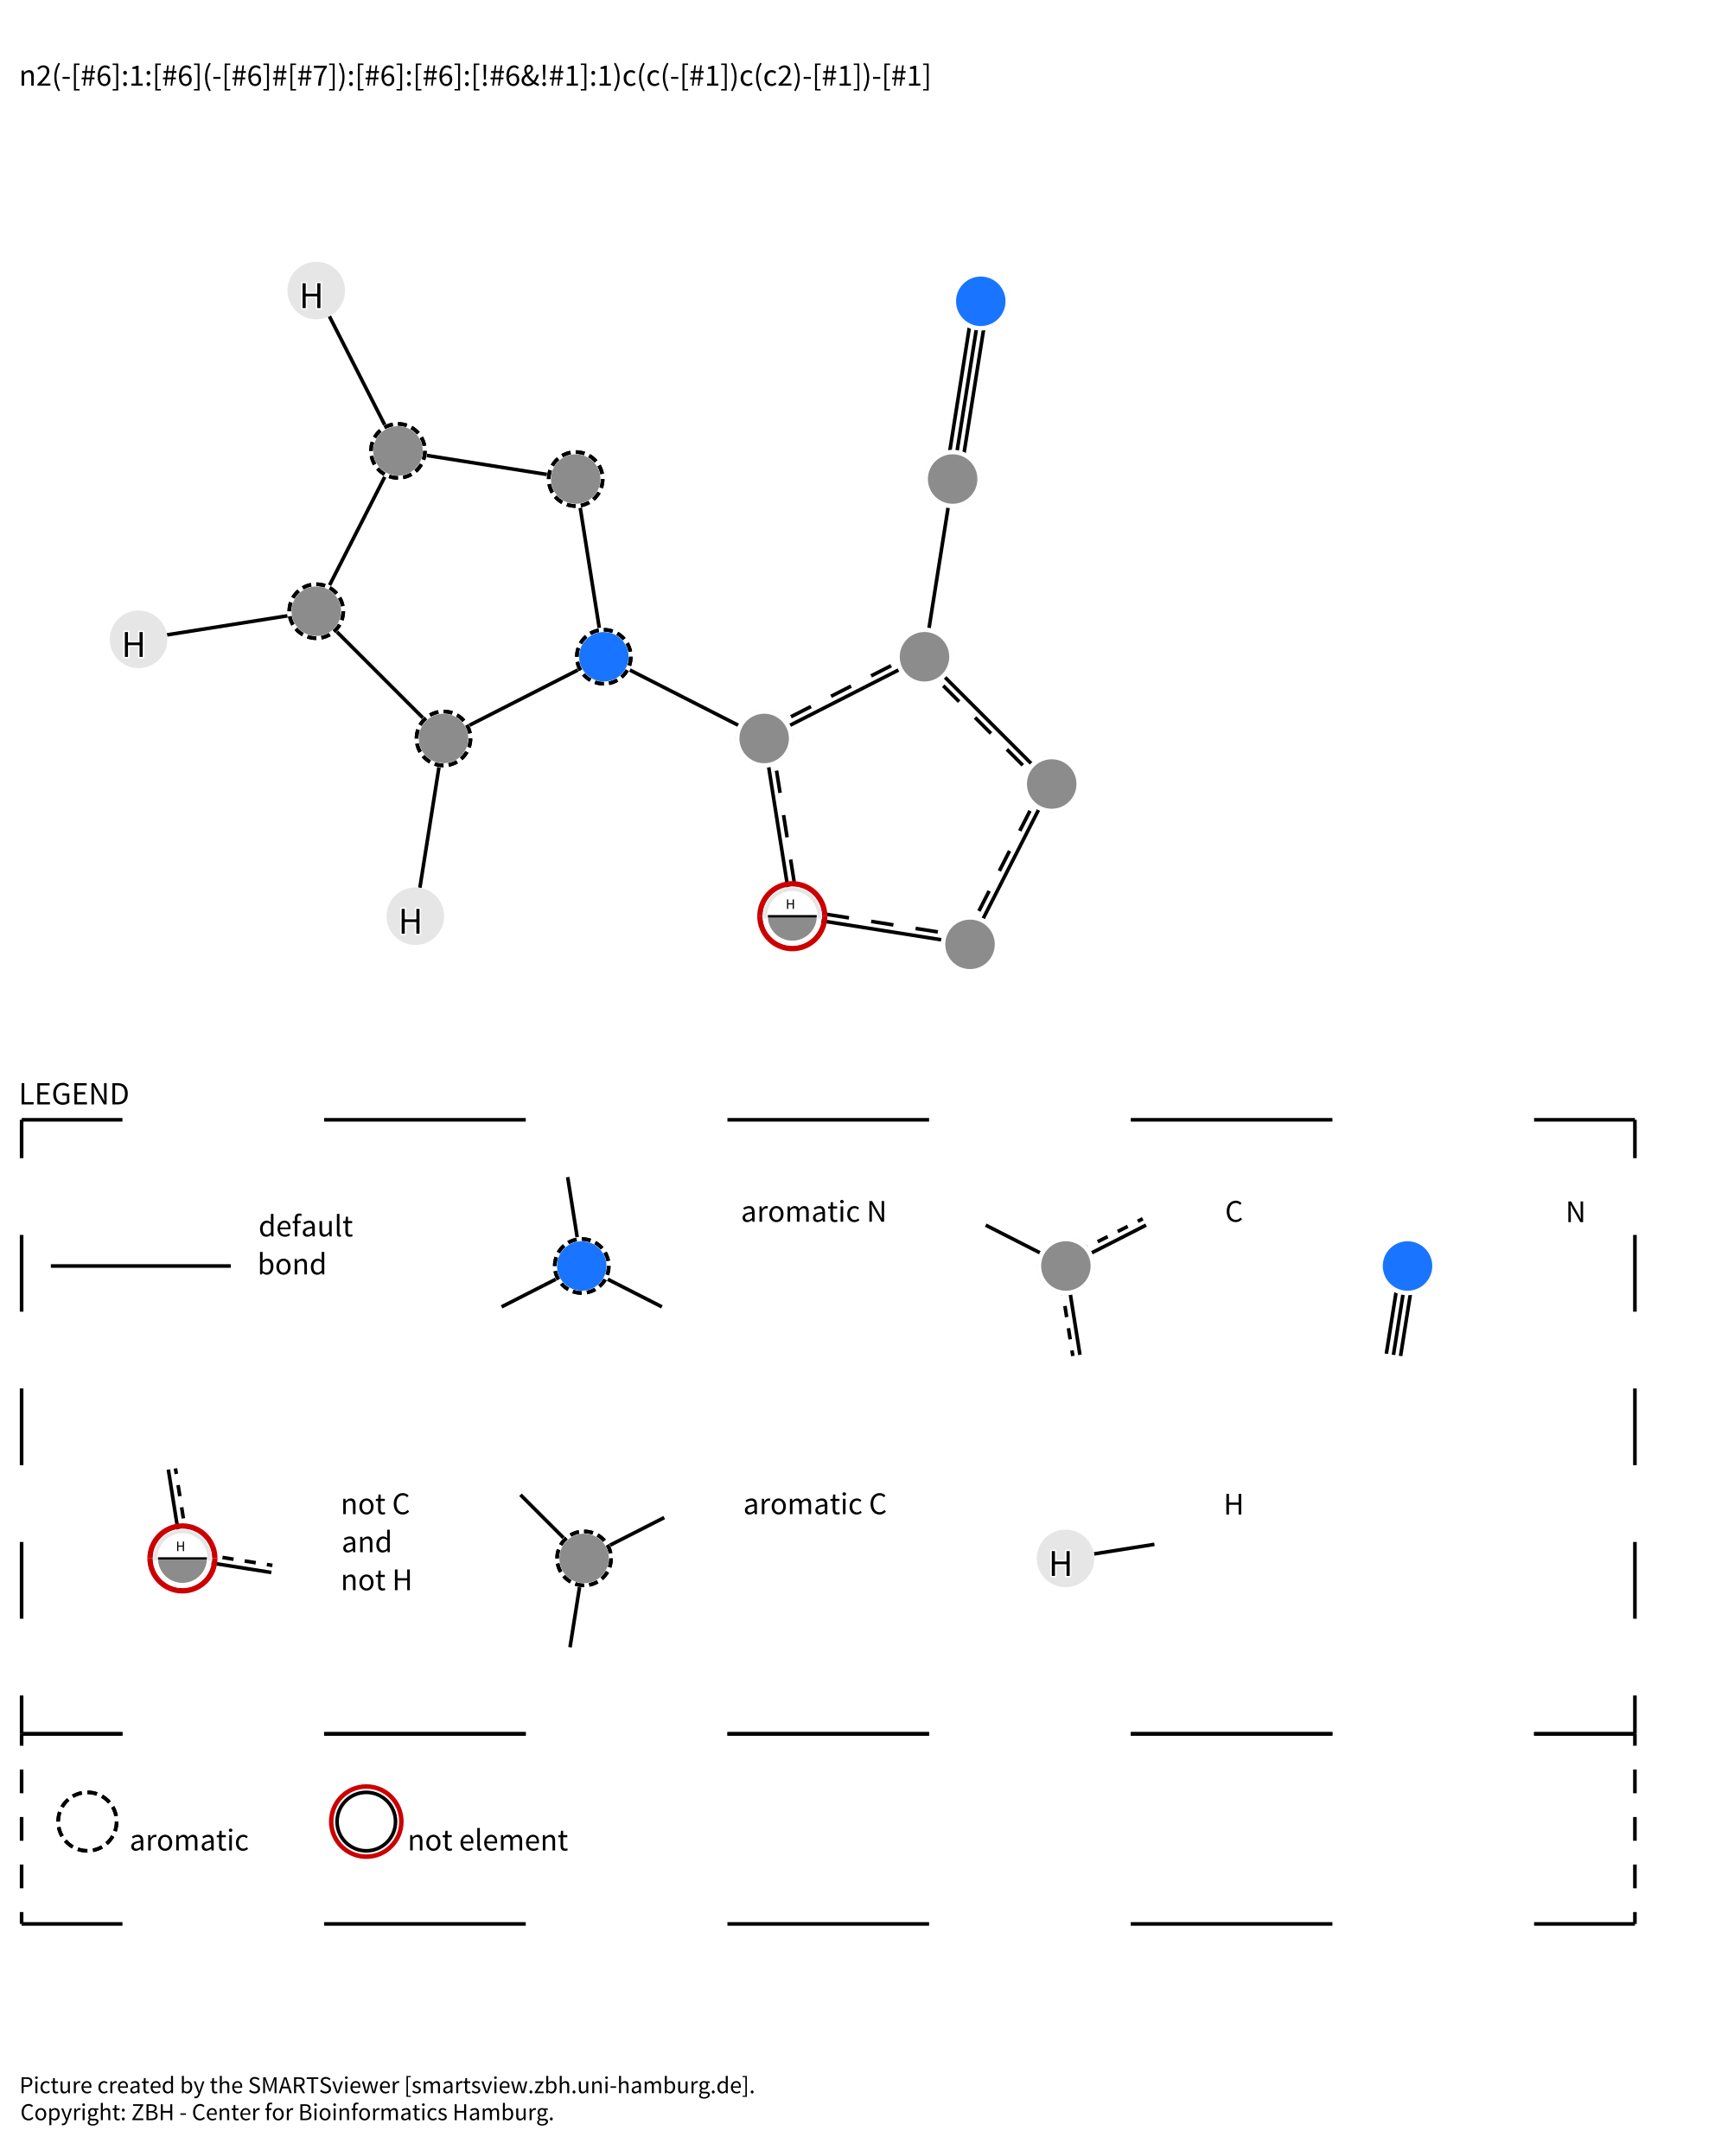 n2(-[#6]:1:[#6](-[#6]#[#7]):[#6]:[#6]:[!#6&!#1]:1)c(c(-[#1])c(c2)-[#1])-[#1]
H
N
H
H
H
LEGEND
default
bond
aromatic N
C
N
H
not C
and
not H
aromatic C
H
H
aromatic
not element
Picture created by the SMARTSviewer [smartsview.zbh.uni-hamburg.de].
Copyright: ZBH - Center for Bioinformatics Hamburg.